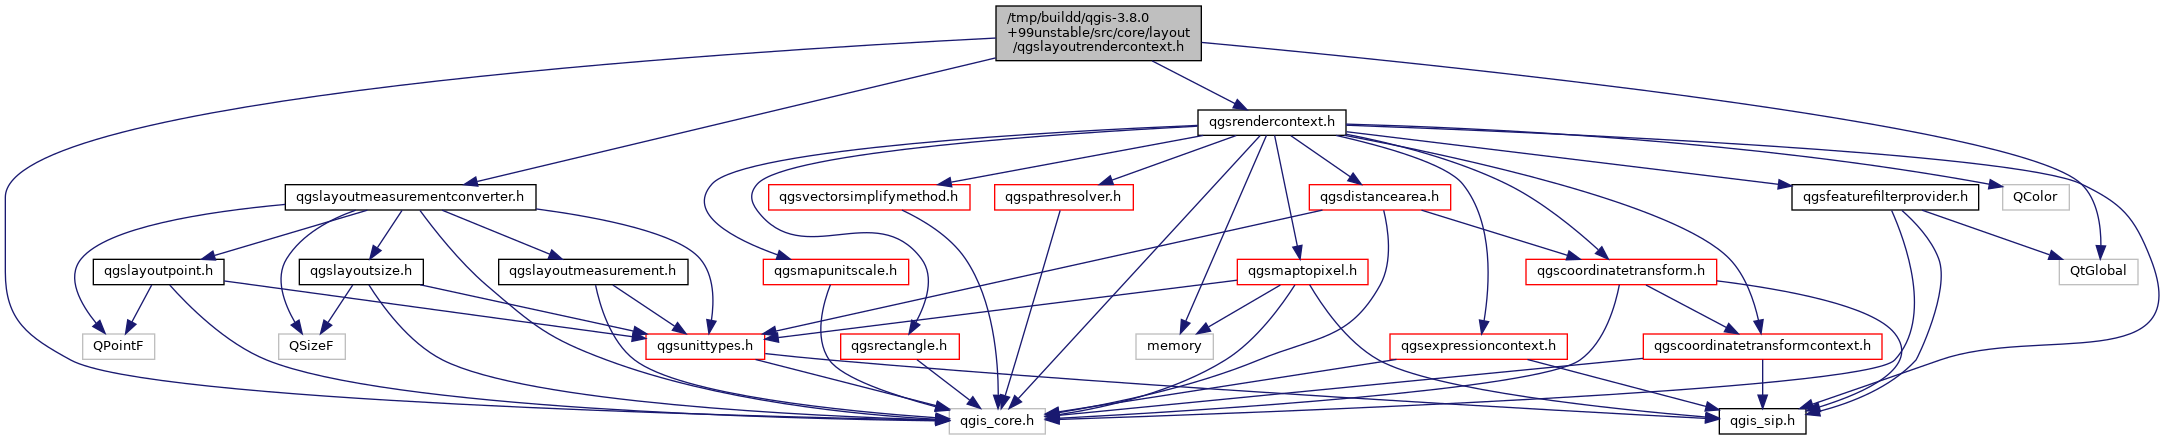 /tmp/buildd/qgis-3.8.0
+99unstable/src/core/layout
/qgslayoutrendercontext.h
qgsrendercontext.h
qgslayoutmeasurementconverter.h
qgsvectorsimplifymethod.h
qgspathresolver.h
qgsdistancearea.h
qgsfeaturefilterprovider.h
QColor
qgslayoutpoint.h
qgslayoutsize.h
qgslayoutmeasurement.h
qgsmapunitscale.h
qgsmaptopixel.h
qgscoordinatetransform.h
QtGlobal
QPointF
QSizeF
qgsunittypes.h
qgsrectangle.h
memory
qgsexpressioncontext.h
qgscoordinatetransformcontext.h
qgis_core.h
qgis_sip.h